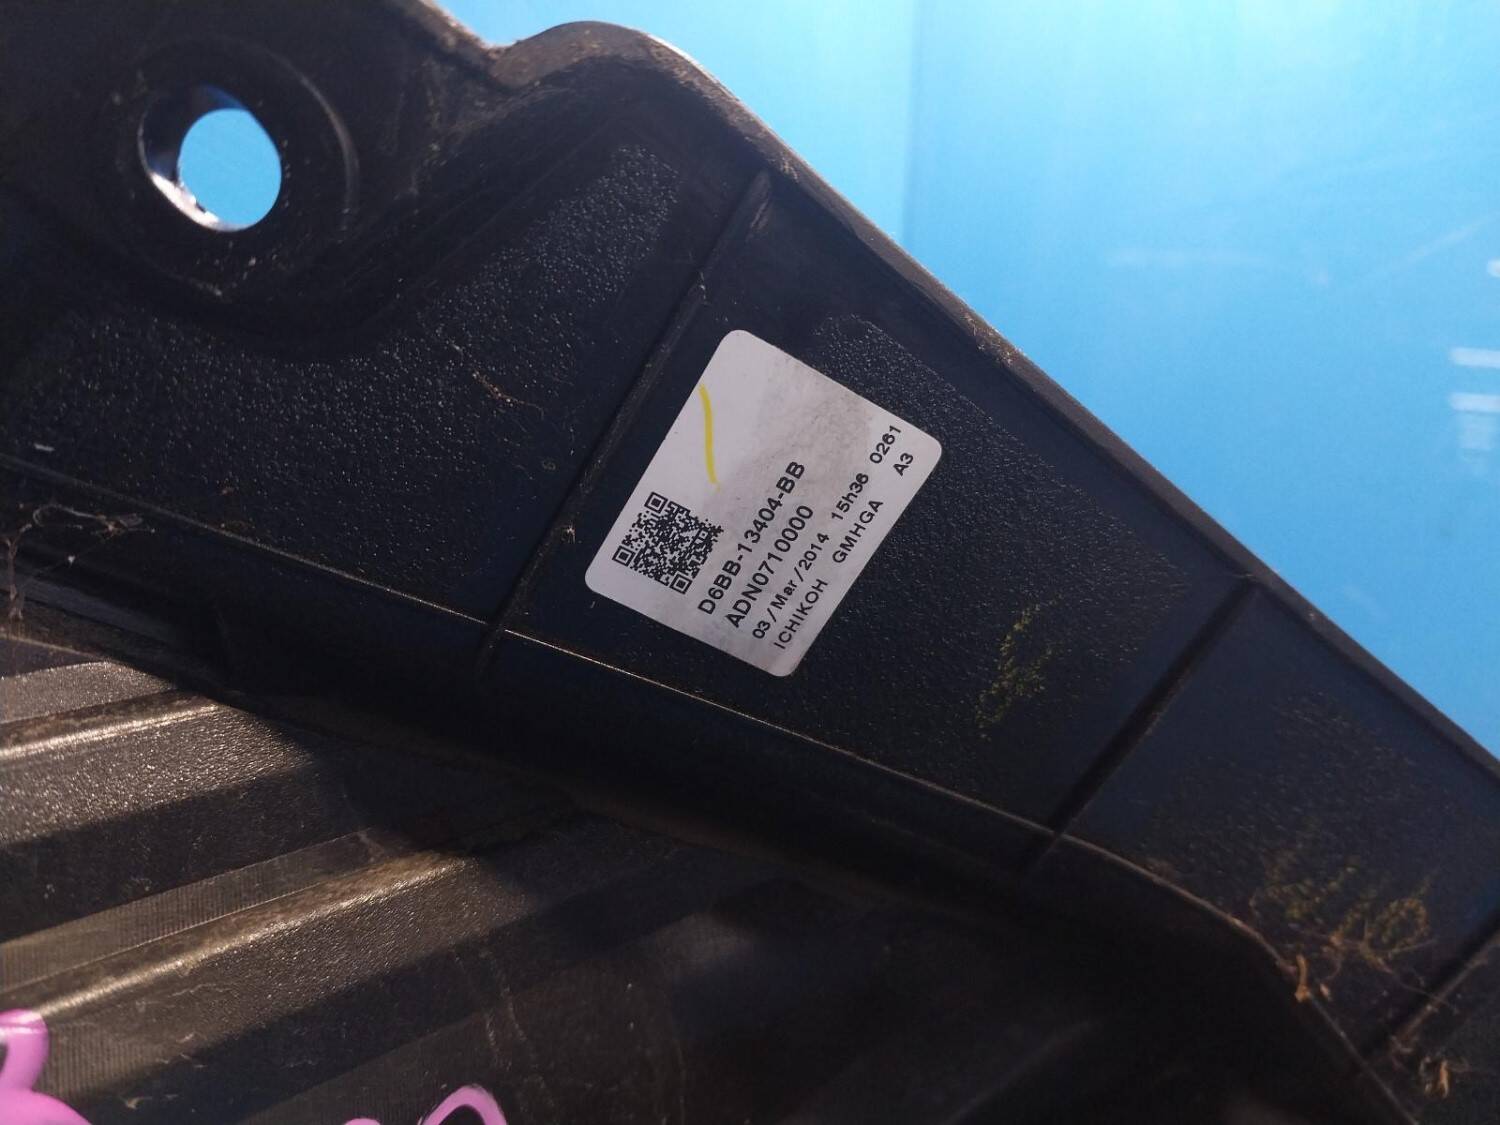 D6BB-13404-BB
ADN0710000
03/Mar/2014 15h36 0261
ICHIKOH GMHGA A3